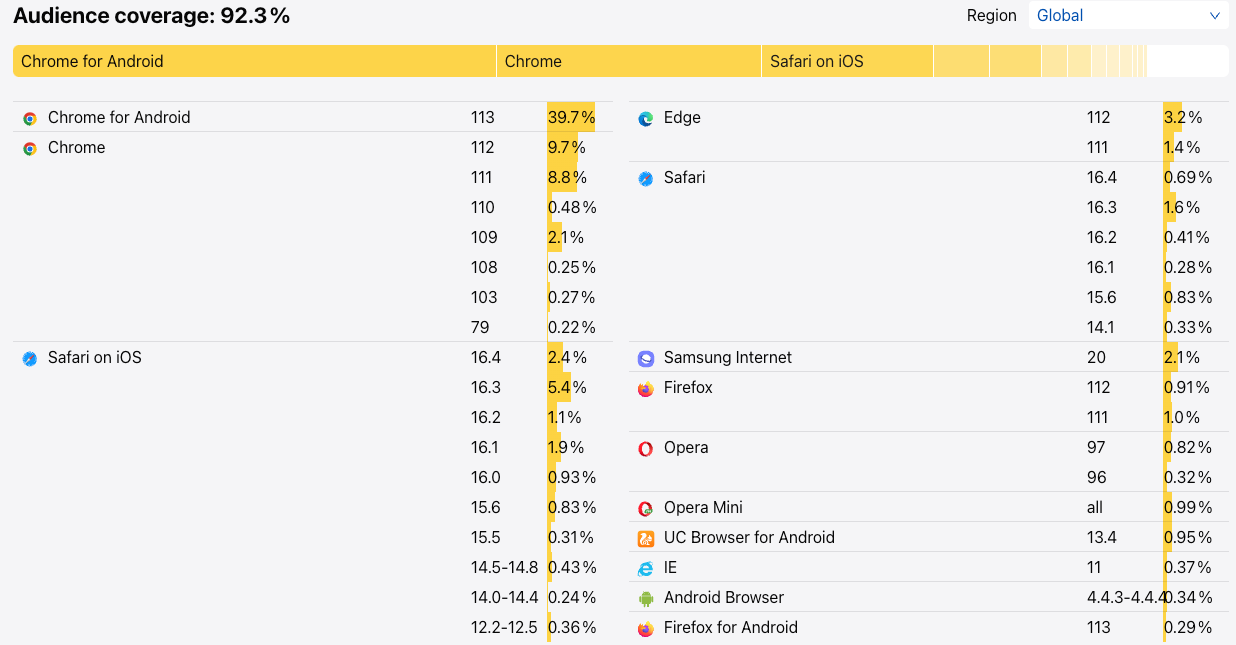 Audience coverage: 92.3%
Region Global
Chrome for Android Chrome Safari on iOS
Chrome for Android 113 39.7%
Chrome 112 9.7%
111 8.8%
110 0.48%
109 2.1%
108 0.25%
103 0.27%
79 0.22%
Safari on iOS 16.4 2.4%
16.3 5.4%
16.2 1.1%
16.1 1.9%
16.0 0.93%
15.6 0.83%
15.5 0.31%
14.5-14.8 0.43%
14.0-14.4 0.24%
12.2-12.5 0.36%
Edge 112 3.2%
111 1.4%
Safari 16.4 0.69%
16.3 1.6%
16.2 0.41%
16.1 0.28%
15.6 0.83%
14.1 0.33%
Samsung Internet 20 2.1%
Firefox 112 0.91%
111 1.0%
Opera 97 0.82%
96 0.32%
Opera Mini all 0.99%
UC Browser for Android 13.4 0.95%
IE 11 0.37%
Android Browser 4.4.3-4.4.4 0.34%
Firefox for Android 113 0.29%